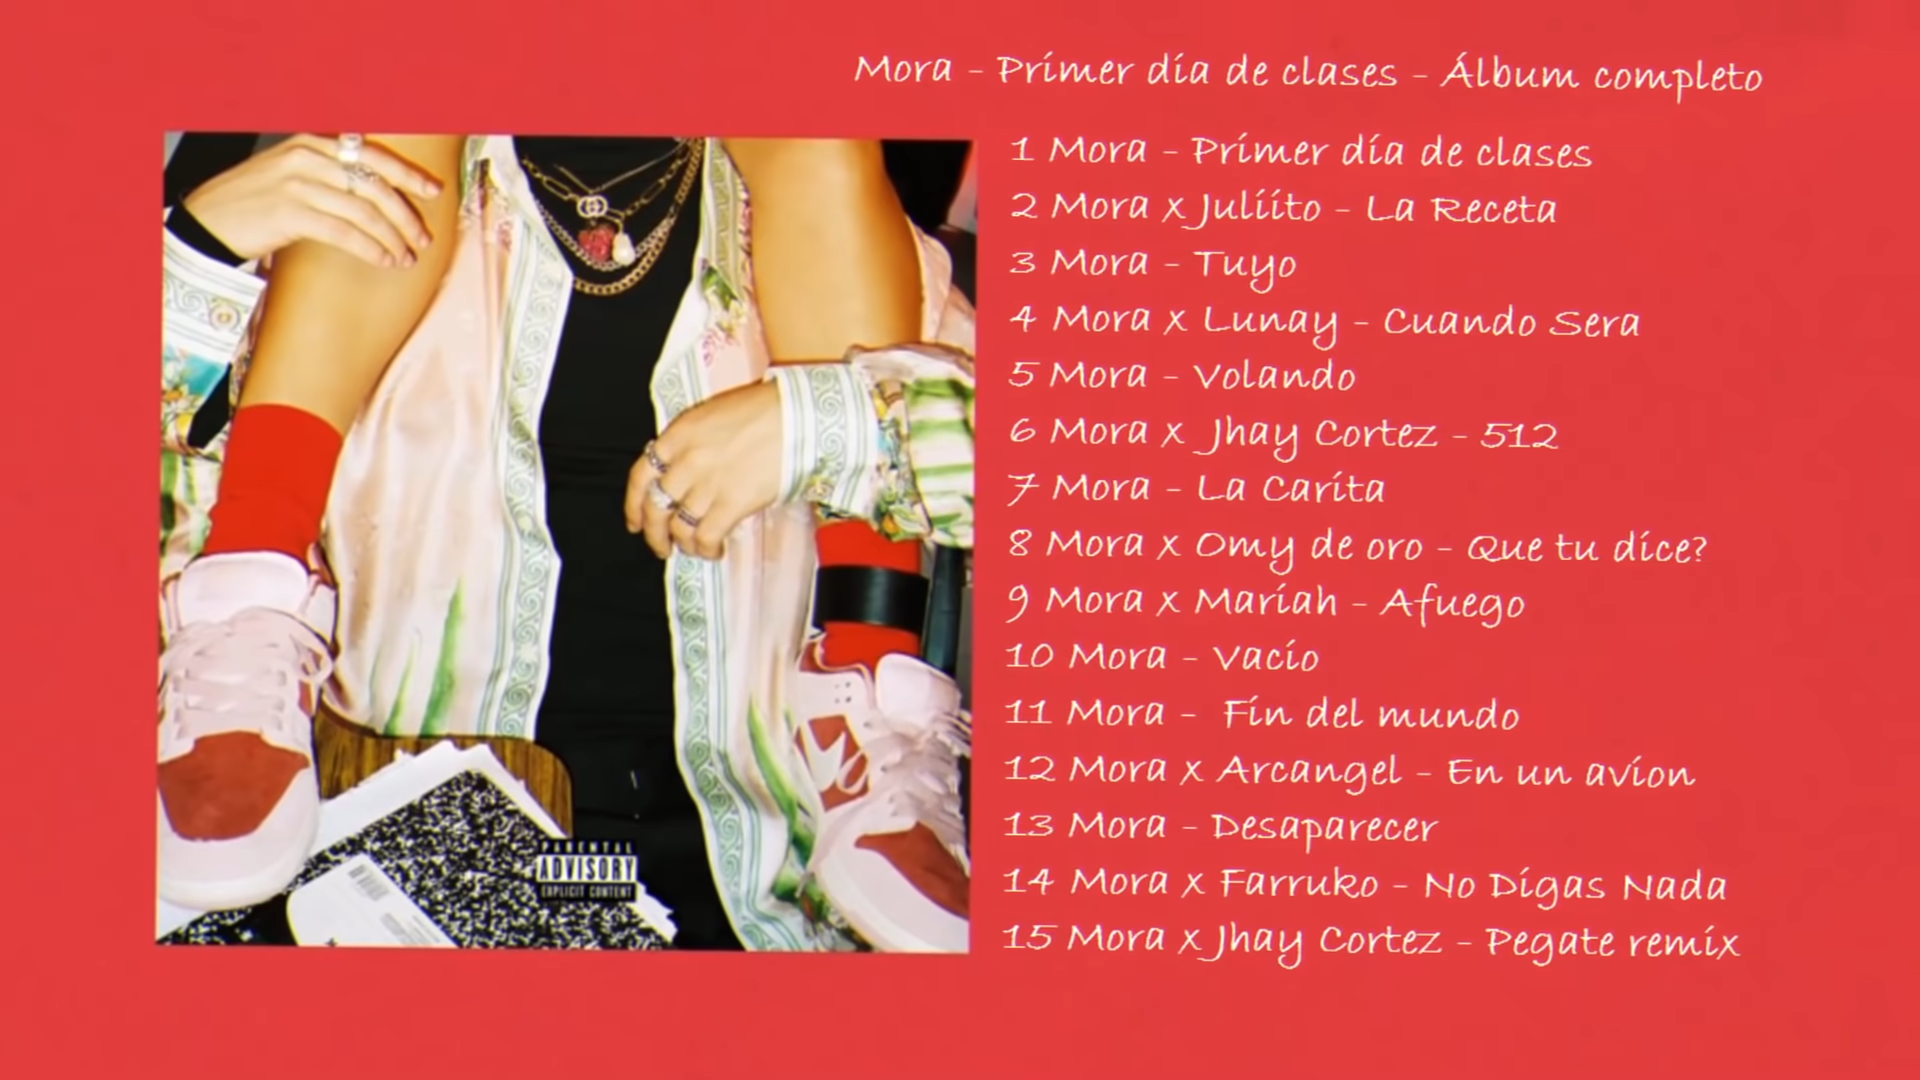 Mora - Primer día de clases - Álbum completo
1 Mora - Primer día de clases
2 Mora x Juliito - La Receta
3 Mora - Tuyo
4 Mora x Lunay - Cuando Sera
5 Mora - Volando
6 Mora x Jhay Cortez - 512
7 Mora - La Carita
8 Mora x Omy de oro - Que tu dice?
9 Mora x Mariah - Afuego
10 Mora - Vacio
11 Mora - Fin del mundo
12 Mora x Arcangel - En un avion
13 Mora - Desaparecer
14 Mora x Farruko - No Digas Nada
15 Mora x Jhay Cortez - Pegate remix
PARENTAL
ADVISORY
EXPLICIT CONTENT